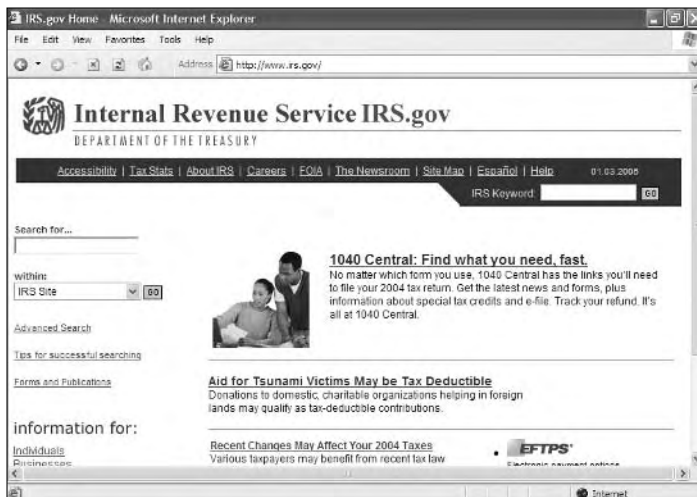 IRS.gov Home - Microsoft Internet Explorer
File Edit View Favorites Tools Help
Address http://www.irs.gov/
Internal Revenue Service IRS.gov
DEPARTMENT OF THE TREASURY
Accessibility | Tax Stats | About IRS | Careers | FOIA | The Newsroom | Site Map | Español | Help 01.03.2005
IRS Keyword: GO
Search for...
within:
IRS Site GO
Advanced Search
Tips for successful searching
Forms and Publications
information for:
Individuals
Businesses
1040 Central: Find what you need, fast.
No matter which form you use, 1040 Central has the links you'll need
to file your 2004 tax return. Get the latest news and forms, plus
information about special tax credits and e-file. Track your refund. It's
all at 1040 Central.
Aid for Tsunami Victims May be Tax Deductible
Donations to domestic, charitable organizations helping in foreign
lands may qualify as tax-deductible contributions.
Recent Changes May Affect Your 2004 Taxes
Various taxpayers may benefit from recent tax law
EFTPS
Electronic payment options
Internet